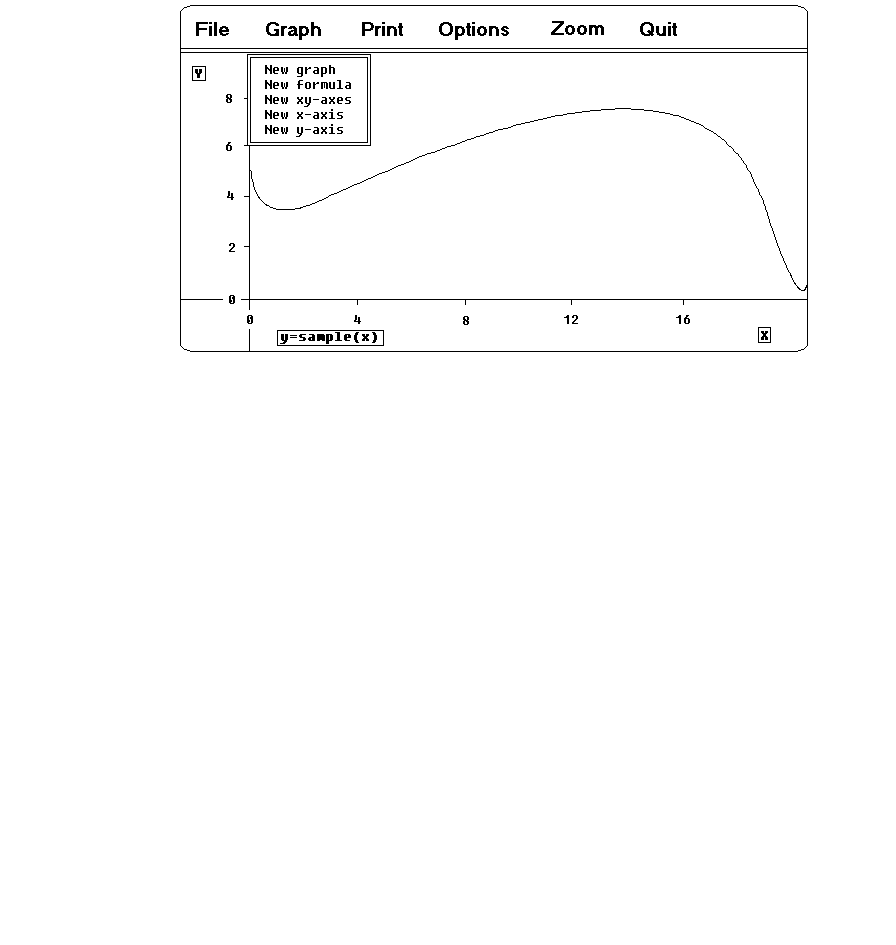 File Graph Print Options Zoom Quit
New graph
New formula
New xy-axes
New x-axis
New y-axis
Y
8
6
4
2
0
0 4 8 12 16
y=sample(x)
X